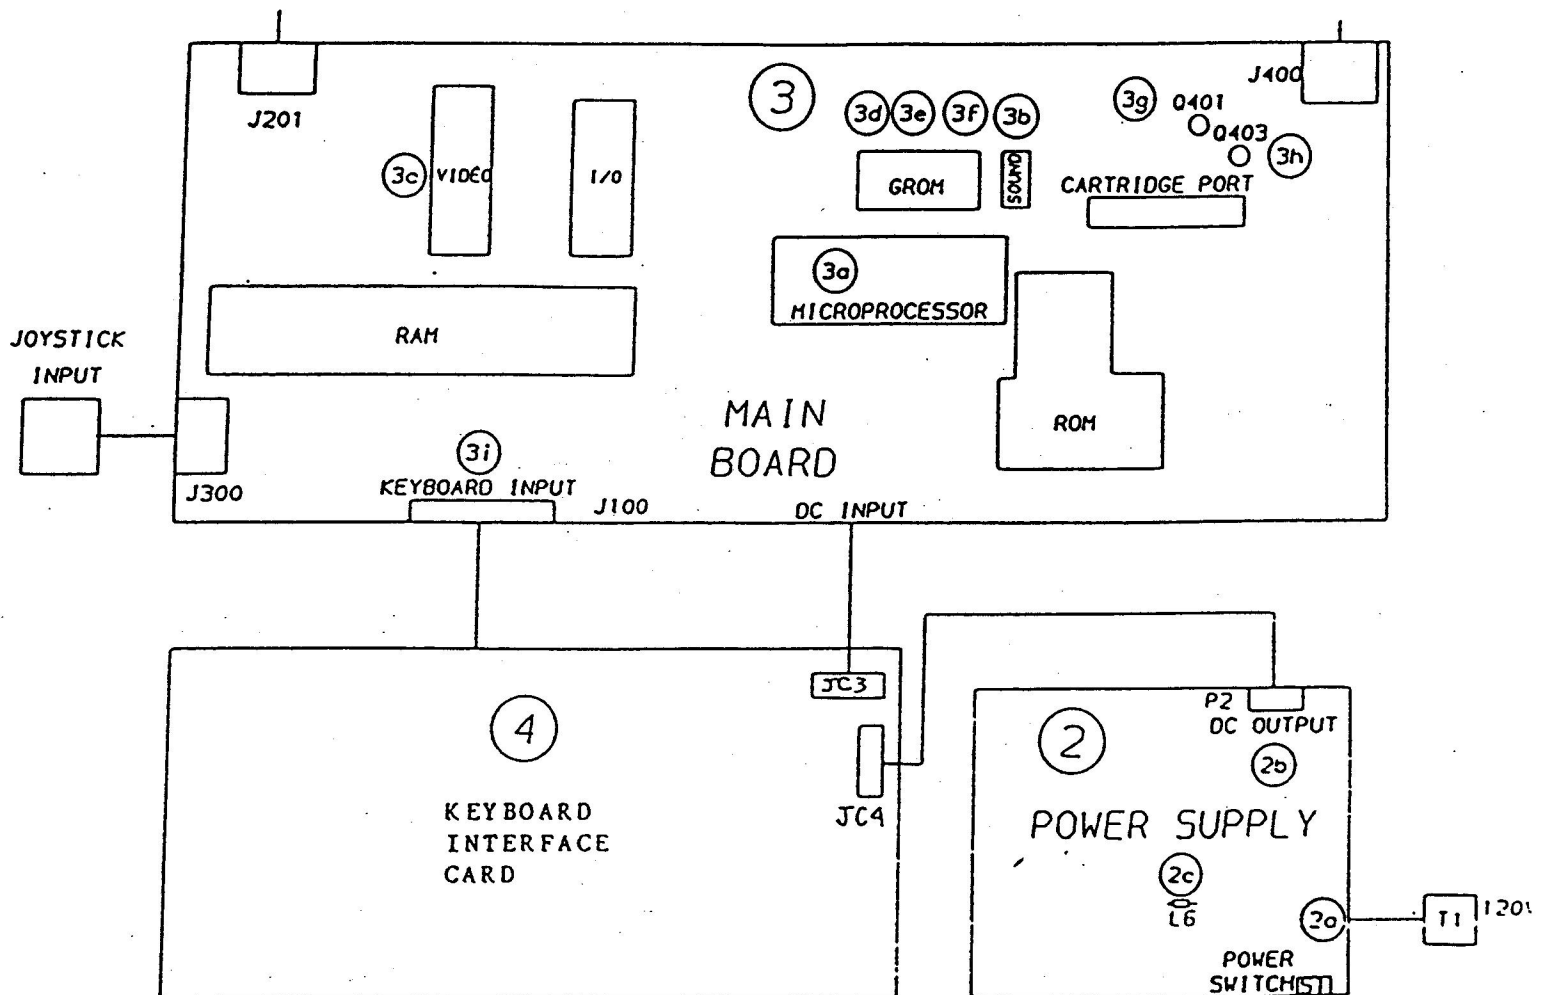 J201
VIDEO
3c
I/O
3
3d
3e
3f
3b
GROM
SOUND
3g
Q401
Q403
3h
J400
CARTRIDGE PORT
3a
MICROPROCESSOR
RAM
ROM
MAIN
BOARD
JOYSTICK
INPUT
J300
3i
KEYBOARD INPUT
J100
DC INPUT
JC3
4
JC4
KEYBOARD
INTERFACE
CARD
2
P2
DC OUTPUT
2b
POWER SUPPLY
2c
L6
2a
T1
POWER
SWITCH